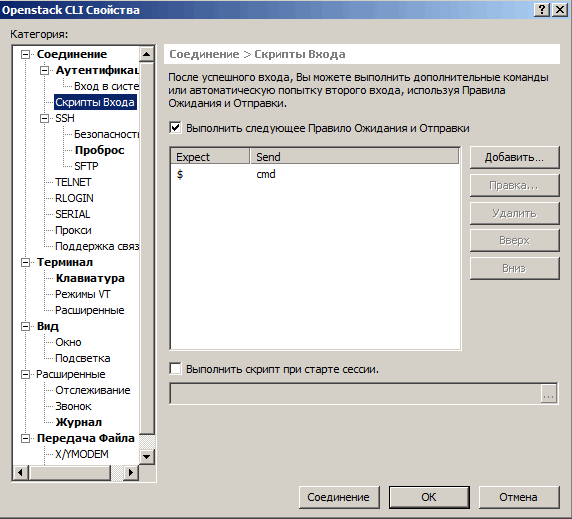 Openstack CLI Свойства
Категория:
Соединение
Аутентификац
Вход в систе
Скрипты Входа
SSH
Безопасност
Проброс
SFTP
TELNET
RLOGIN
SERIAL
Прокси
Поддержка связ
Терминал
Клавиатура
Режимы VT
Расширенные
Вид
Окно
Подсветка
Расширенные
Отслеживание
Звонок
Журнал
Передача Файла
X/YMODEM
Соединение > Скрипты Входа
После успешного входа, Вы можете выполнить дополнительные команды
или автоматическую попытку второго входа, используя Правила
Ожидания и Отправки.
Выполнить следующее Правило Ожидания и Отправки
Expect Send
$ cmd
Добавить...
Правка...
Удалить
Вверх
Вниз
Выполнить скрипт при старте сессии.
...
Соединение OK Отмена